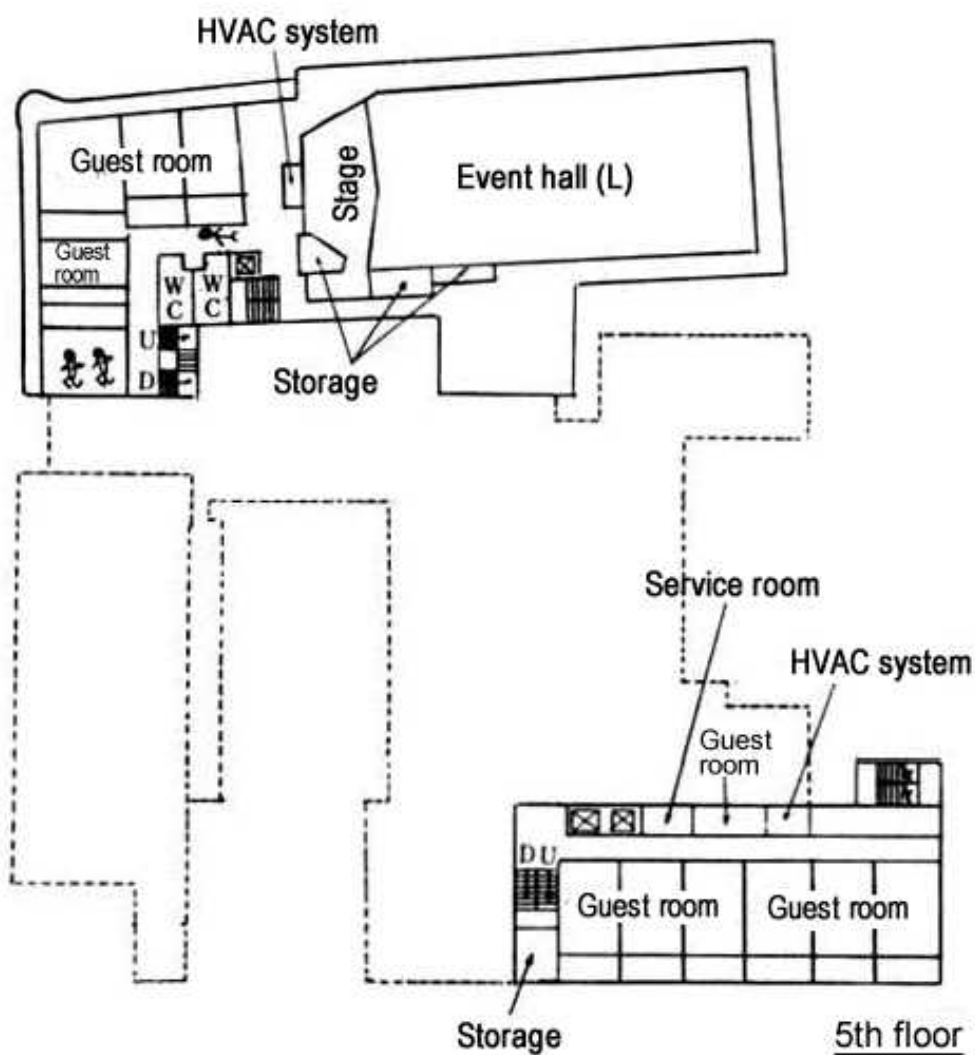 HVAC system
Guest room
Stage
Event hall (L)
Guest
room
W
C
W
C
U
D
Storage
Service room
HVAC system
Guest
room
D U
Guest room
Guest room
Storage
5th floor